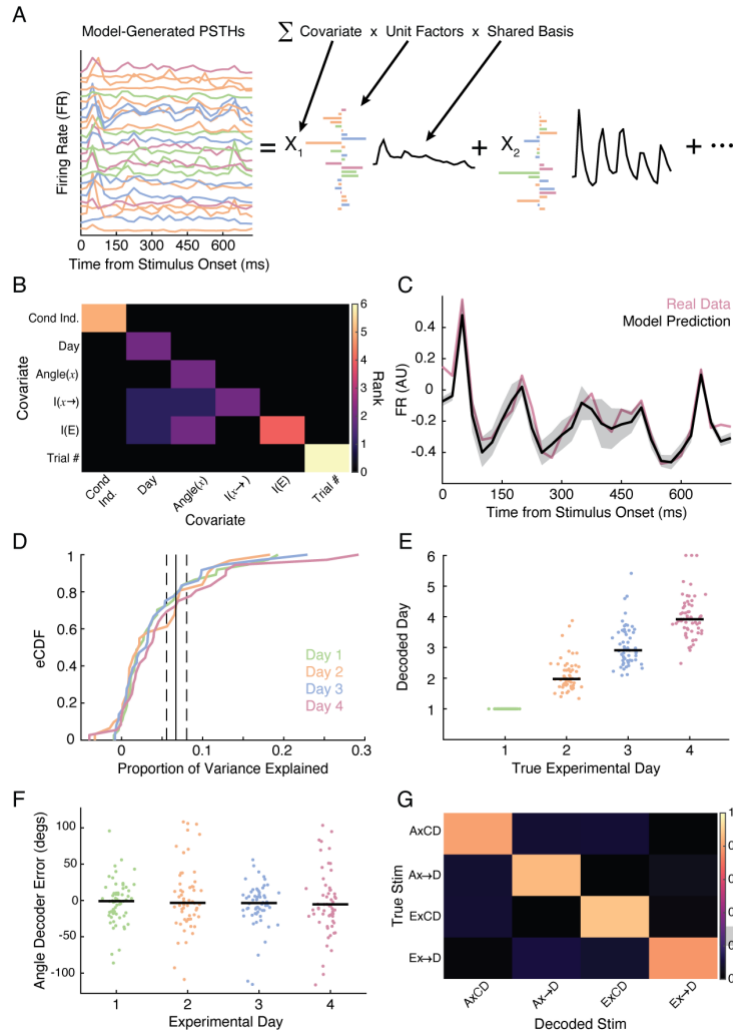 A
Model-Generated PSTHs
∑ Covariate x Unit Factors x Shared Basis
Firing Rate (FR)
= X1 + X2 + •••
0 150 300 450 600
Time from Stimulus Onset (ms)
B
Cond Ind.
Day
Angle(x)
I(x→)
I(E)
Trial #
Covariate
Cond Ind. Day Angle(x) I(x→) I(E) Trial #
Covariate
6
5
4
3
2
1
0
Rank
C
Real Data
Model Prediction
FR (AU)
0.4
0.2
0
-0.2
-0.4
0 150 300 450 600
Time from Stimulus Onset (ms)
D
eCDF
1
0.8
0.6
0.4
0.2
0
Day 1
Day 2
Day 3
Day 4
0 0.1 0.2 0.3
Proportion of Variance Explained
E
Decoded Day
6
5
4
3
2
1
1 2 3 4
True Experimental Day
F
Angle Decoder Error (degs)
100
50
0
-50
-100
1 2 3 4
Experimental Day
G
True Stim
AxCD
Ax→D
ExCD
Ex→D
AxCD Ax→D ExCD Ex→D
Decoded Stim